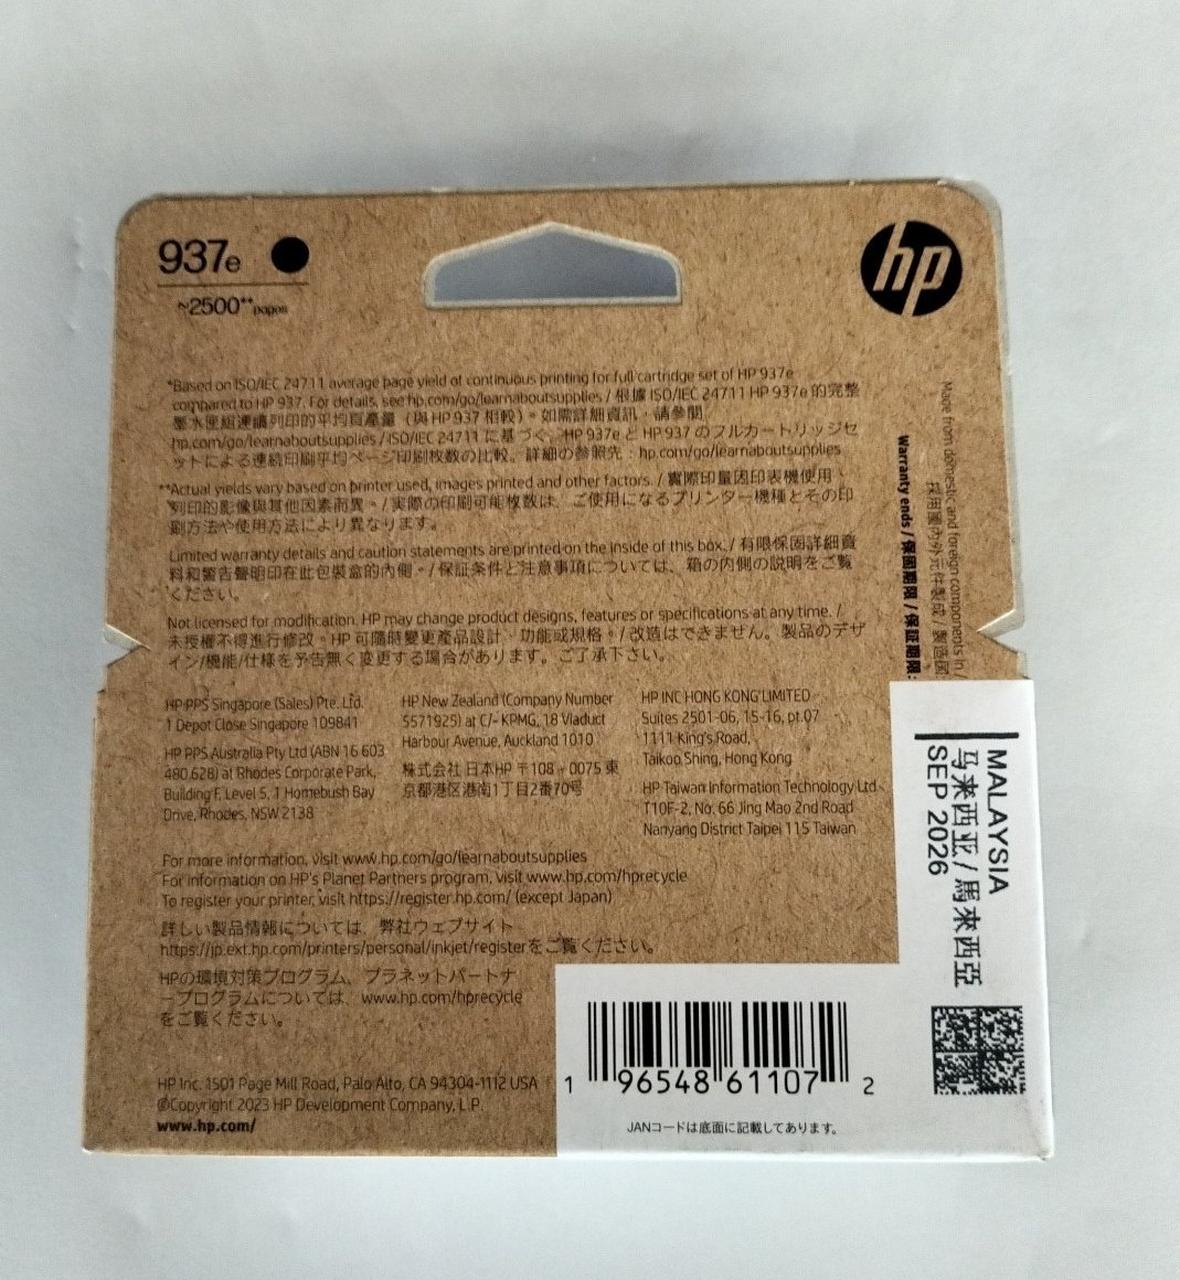 937e
~2500** pages
hp
*Based on ISO/IEC 24711 average page yield of continuous printing for full cartridge set of HP 937e
compared to HP 937. For details, see hp.com/go/learnaboutsupplies / 根據 ISO/IEC 24711 HP 937e 的完整
墨水匣組連續列印的平均頁產量（與 HP 937 相較）。如需詳細資訊，請參閱
hp.com/go/learnaboutsupplies / ISO/IEC 24711 に基づく、HP 937e と HP 937 のフルカートリッジセ
ットによる連続印刷平均ページ印刷枚数の比較。詳細の参照先：hp.com/go/learnaboutsupplies
**Actual yields vary based on printer used, images printed and other factors. / 實際印量因印表機使用、
列印的影像與其他因素而異。/ 実際の印刷可能枚数は、ご使用になるプリンター機種とその印
刷方法や使用方法により異なります。
Limited warranty details and caution statements are printed on the inside of this box. / 有限保固詳細資
料和警告聲明印在此包裝盒的內側。/ 保証条件と注意事項については、箱の内側の説明をご覧
ください。
Not licensed for modification. HP may change product designs, features or specifications at any time. /
未授權不得進行修改。HP 可隨時變更產品設計、功能或規格。/ 改造はできません。製品のデザ
イン/機能/仕様を予告無く変更する場合があります。ご了承下さい。
HP PPS Singapore (Sales) Pte. Ltd.
1 Depot Close Singapore 109841
HP PPS Australia Pty Ltd (ABN 16 603
480 628) at Rhodes Corporate Park,
Building F, Level 5, 1 Homebush Bay
Drive, Rhodes, NSW 2138
HP New Zealand (Company Number
5571925) at C/- KPMG, 18 Viaduct
Harbour Avenue, Auckland 1010
株式会社 日本HP 〒108-0075 東
京都港区港南1丁目2番70号
HP INC HONG KONG LIMITED
Suites 2501-06, 15-16, pt.07
1111 King's Road,
Taikoo Shing, Hong Kong
HP Taiwan Information Technology Ltd
T10F-2, No. 66 Jing Mao 2nd Road
Nanyang District Taipei 115 Taiwan
For more information, visit www.hp.com/go/learnaboutsupplies
For information on HP's Planet Partners program, visit www.hp.com/hprecycle
To register your printer, visit https://register.hp.com/ (except Japan)
詳しい製品情報については、弊社ウェブサイト
https://jp.ext.hp.com/printers/personal/inkjet/registerをご覧ください。
HPの環境対策プログラム、プラネットパートナ
ープログラムについては、www.hp.com/hprecycle
をご覧ください。
HP Inc. 1501 Page Mill Road, Palo Alto, CA 94304-1112 USA
©Copyright 2023 HP Development Company, L.P.
www.hp.com/
Made from domestic and foreign components in /
採用國內外元件製成 / 製造國
Warranty ends / 保固期限 / 保証期限:
MALAYSIA
马来西亚 / 馬來西亞
SEP 2026
1 96548 61107 2
JANコードは底面に記載してあります。